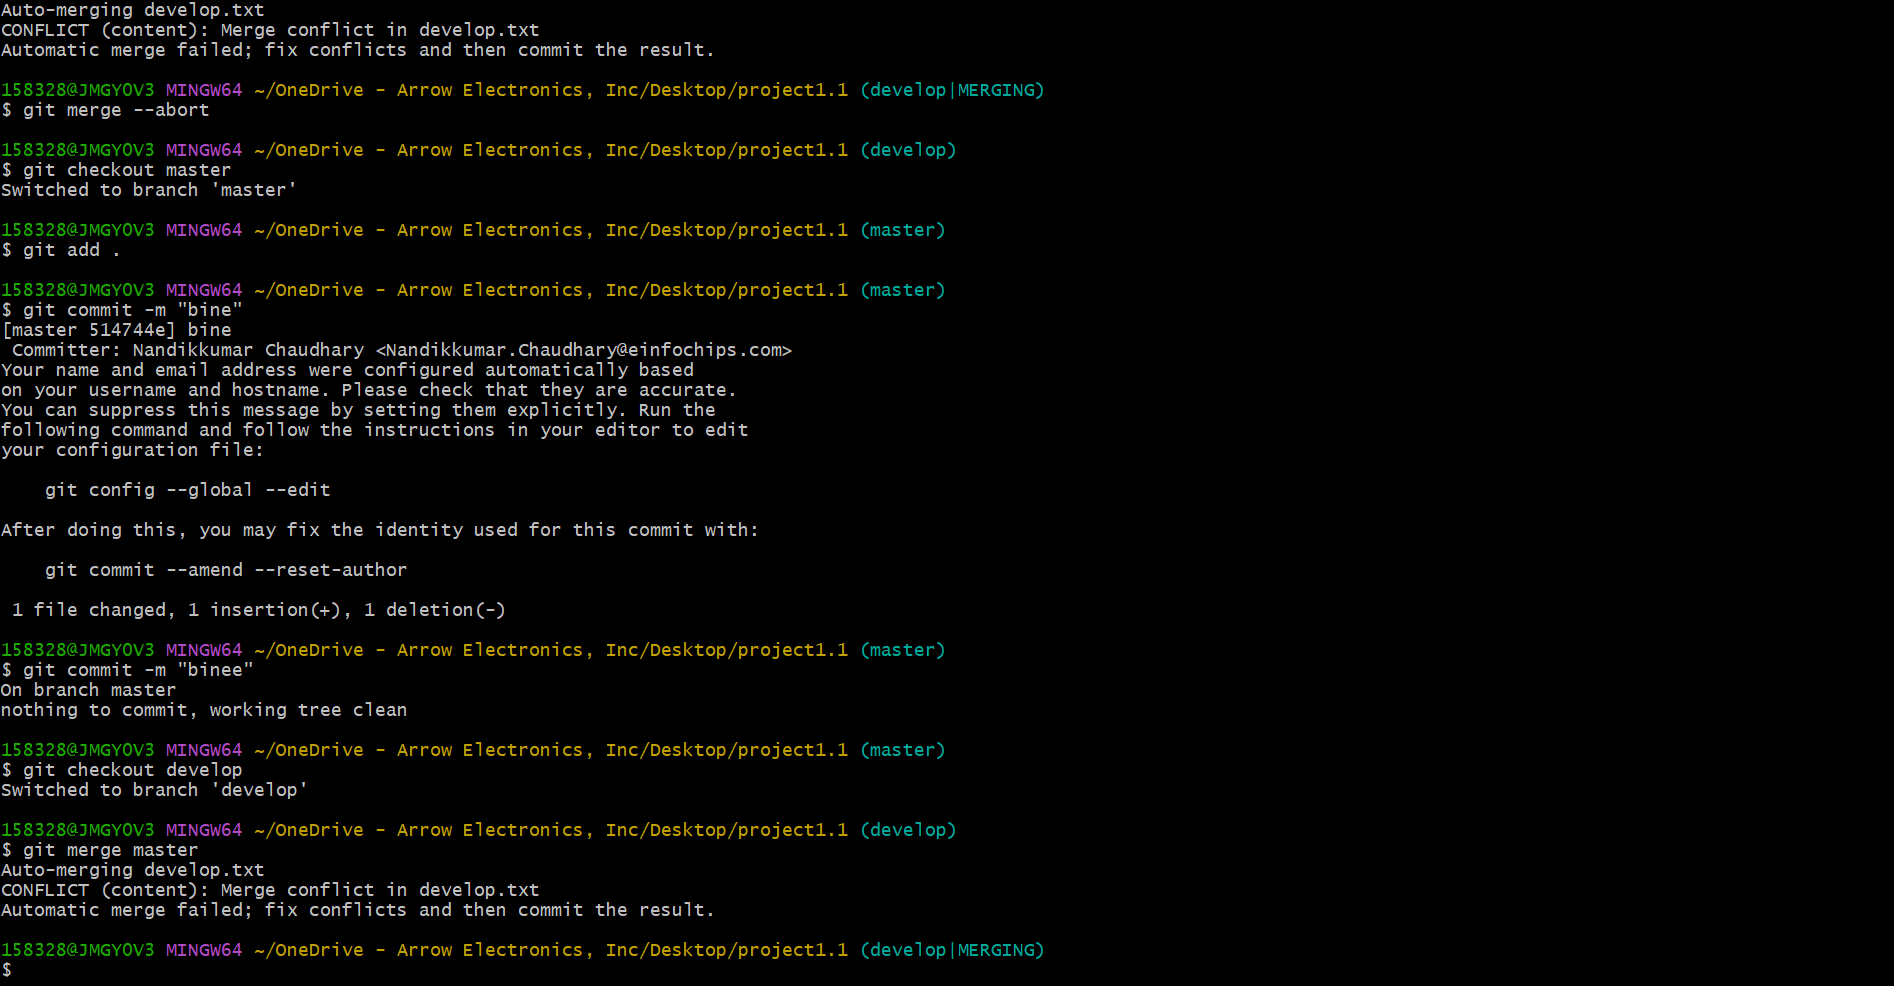 Auto-merging develop.txt
CONFLICT (content): Merge conflict in develop.txt
Automatic merge failed; fix conflicts and then commit the result.
158328@JMGY0V3 MINGW64 ~/OneDrive - Arrow Electronics, Inc/Desktop/project1.1 (develop|MERGING)
$ git merge --abort
158328@JMGY0V3 MINGW64 ~/OneDrive - Arrow Electronics, Inc/Desktop/project1.1 (develop)
$ git checkout master
Switched to branch 'master'
158328@JMGY0V3 MINGW64 ~/OneDrive - Arrow Electronics, Inc/Desktop/project1.1 (master)
$ git add .
158328@JMGY0V3 MINGW64 ~/OneDrive - Arrow Electronics, Inc/Desktop/project1.1 (master)
$ git commit -m "bine"
[master 514744e] bine
 Committer: Nandikkumar Chaudhary <Nandikkumar.Chaudhary@einfochips.com>
Your name and email address were configured automatically based
on your username and hostname. Please check that they are accurate.
You can suppress this message by setting them explicitly. Run the
following command and follow the instructions in your editor to edit
your configuration file:
    git config --global --edit
After doing this, you may fix the identity used for this commit with:
    git commit --amend --reset-author
 1 file changed, 1 insertion(+), 1 deletion(-)
158328@JMGY0V3 MINGW64 ~/OneDrive - Arrow Electronics, Inc/Desktop/project1.1 (master)
$ git commit -m "binee"
On branch master
nothing to commit, working tree clean
158328@JMGY0V3 MINGW64 ~/OneDrive - Arrow Electronics, Inc/Desktop/project1.1 (master)
$ git checkout develop
Switched to branch 'develop'
158328@JMGY0V3 MINGW64 ~/OneDrive - Arrow Electronics, Inc/Desktop/project1.1 (develop)
$ git merge master
Auto-merging develop.txt
CONFLICT (content): Merge conflict in develop.txt
Automatic merge failed; fix conflicts and then commit the result.
158328@JMGY0V3 MINGW64 ~/OneDrive - Arrow Electronics, Inc/Desktop/project1.1 (develop|MERGING)
$